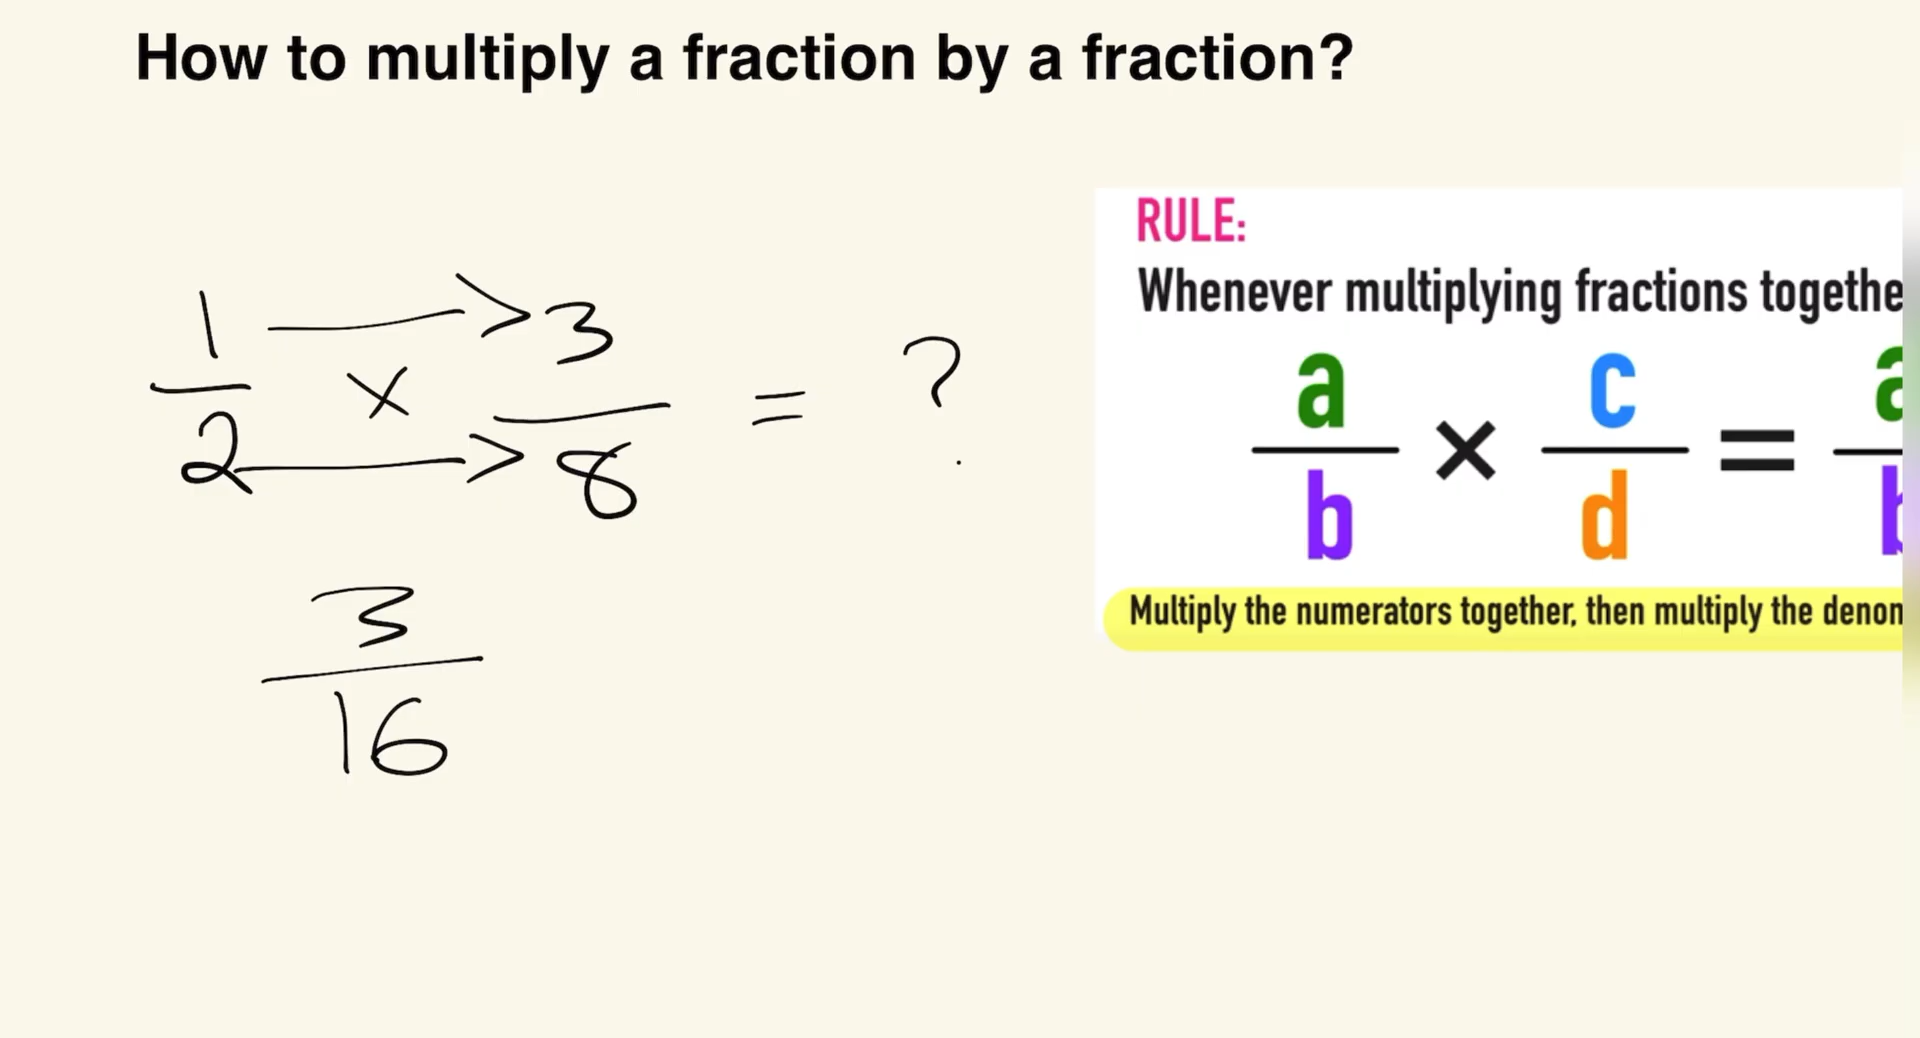 How to multiply a fraction by a fraction?
1 3
2 × 8 = ?
3
16
RULE:
Whenever multiplying fractions togethe
a c a
× =
b d b
Multiply the numerators together, then multiply the denom